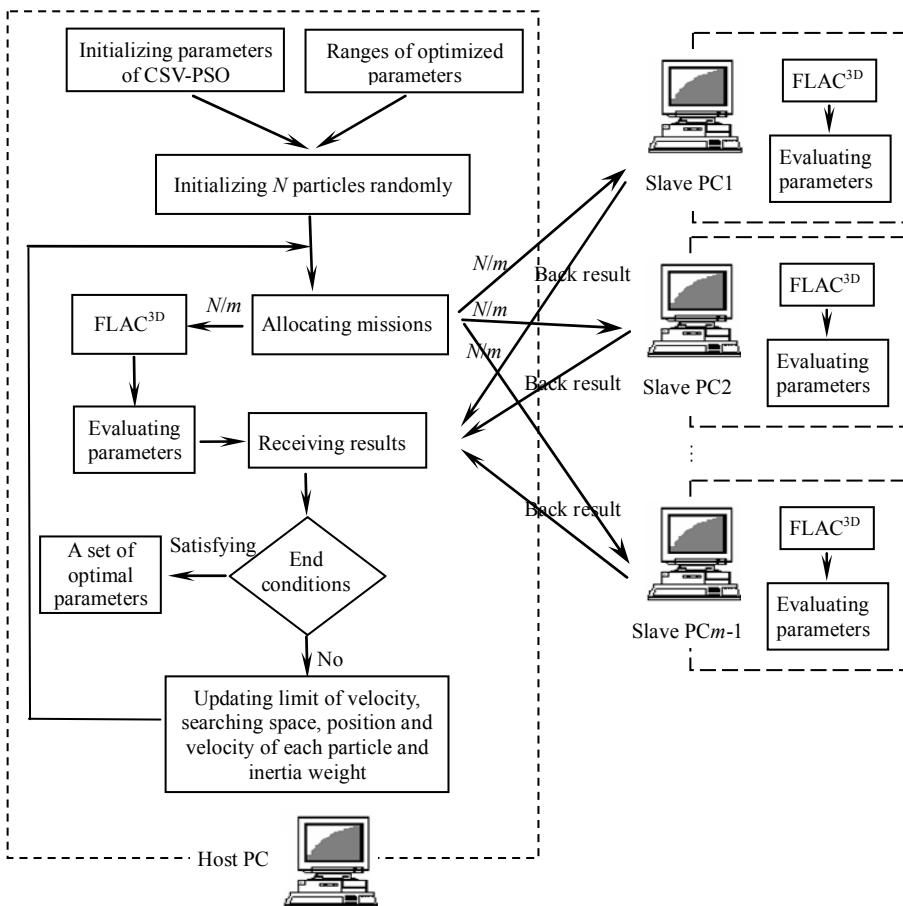 Initializing parameters
of CSV-PSO
Ranges of optimized
parameters
Initializing N particles randomly
N/m
Allocating missions
FLAC3D
Evaluating
parameters
Receiving results
Satisfying
End
conditions
A set of
optimal
parameters
No
Updating limit of velocity,
searching space, position and
velocity of each particle and
inertia weight
Host PC
N/m
Back result
N/m
N/m
Back result
Back result
Slave PC1
FLAC3D
Evaluating
parameters
Slave PC2
FLAC3D
Evaluating
parameters
...
Slave PCm-1
FLAC3D
Evaluating
parameters